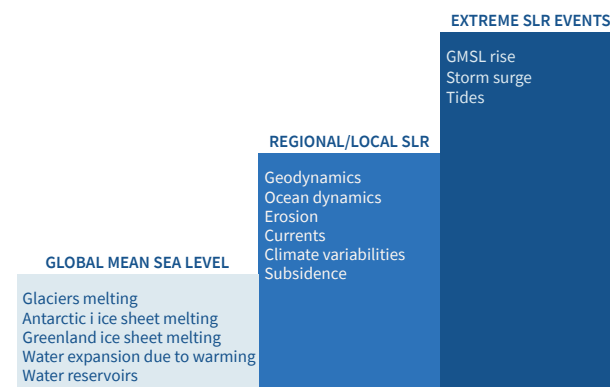 EXTREME SLR EVENTS
GMSL rise
Storm surge
Tides
REGIONAL/LOCAL SLR
Geodynamics
Ocean dynamics
Erosion
Currents
Climate variabilities
Subsidence
GLOBAL MEAN SEA LEVEL
Glaciers melting
Antarctic i ice sheet melting
Greenland ice sheet melting
Water expansion due to warming
Water reservoirs